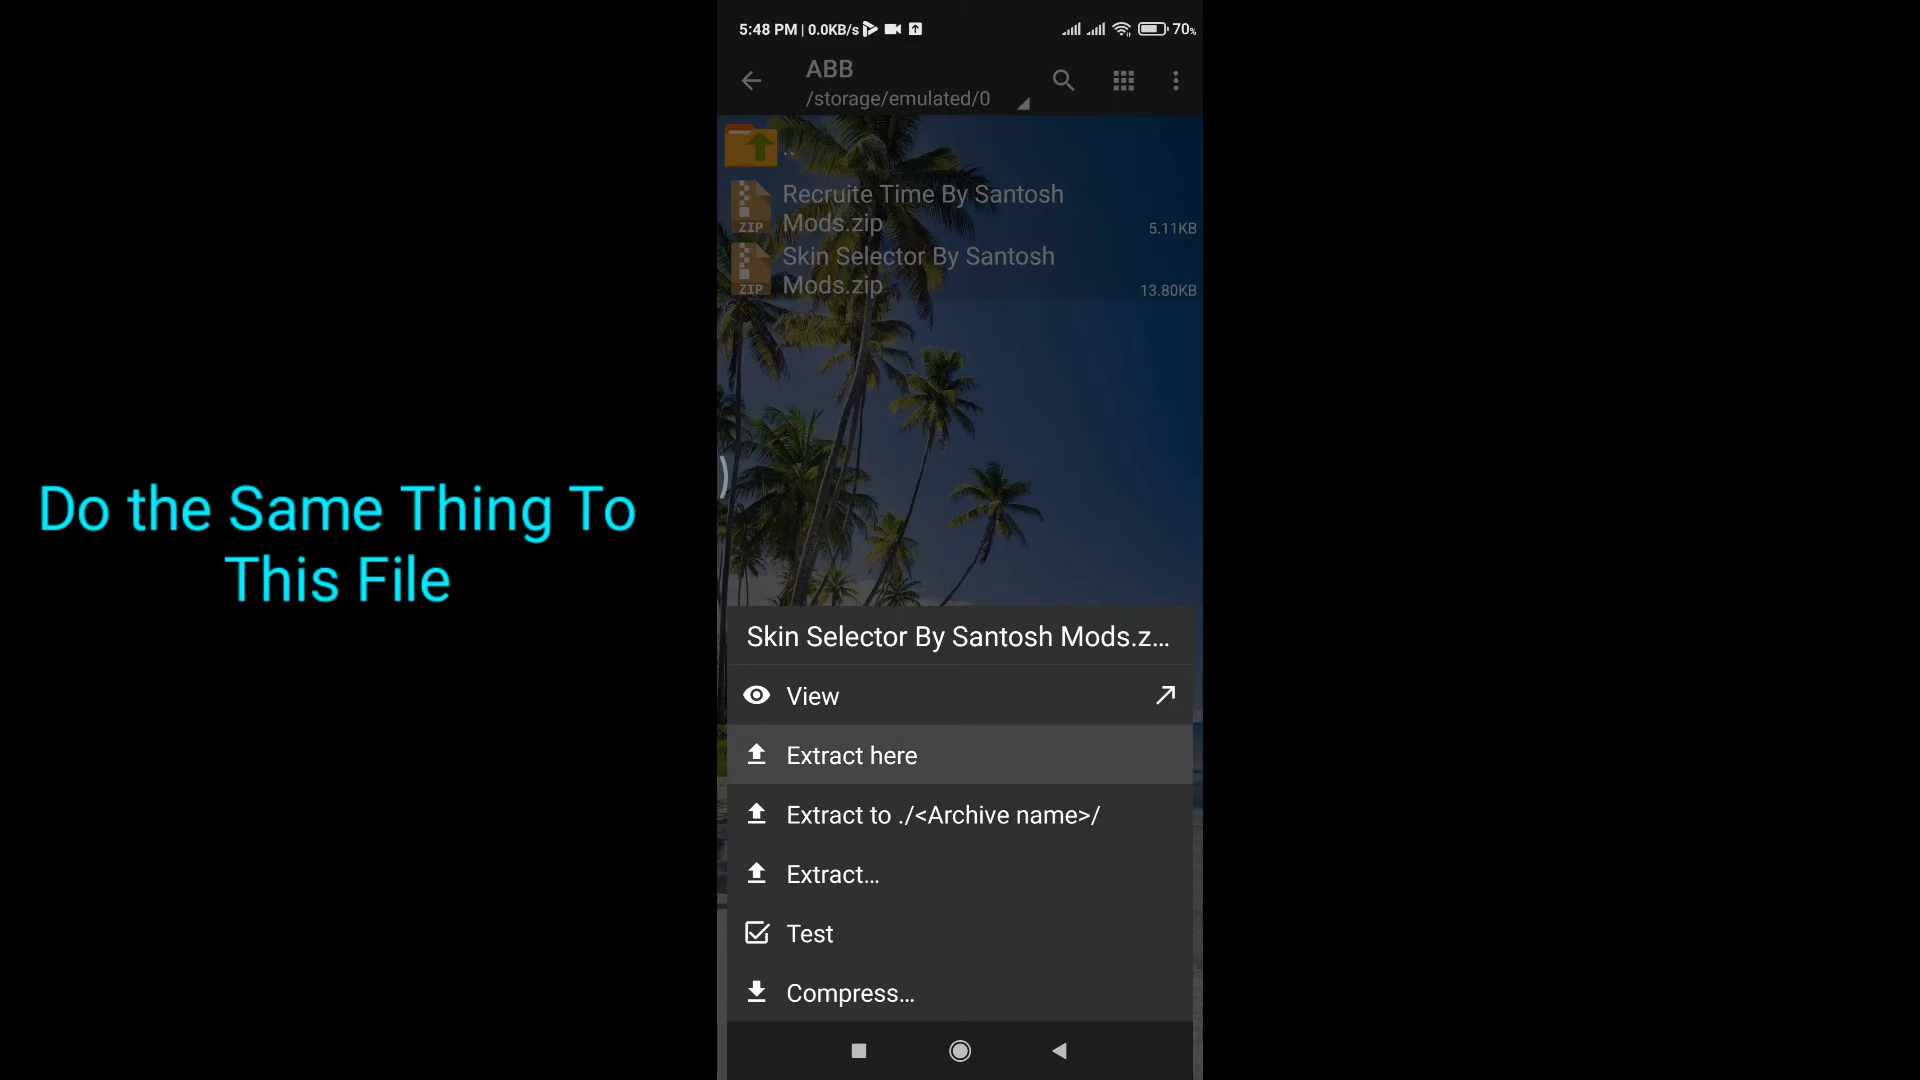 5:48 PM | 0.0KB/s
70%
ABB
/storage/emulated/0
..
Recruite Time By Santosh
Mods.zip
5.11KB
ZIP
Skin Selector By Santosh
Mods.zip
13.80KB
ZIP
Do the Same Thing To
This File
Skin Selector By Santosh Mods.z...
View
Extract here
Extract to ./<Archive name>/
Extract...
Test
Compress...